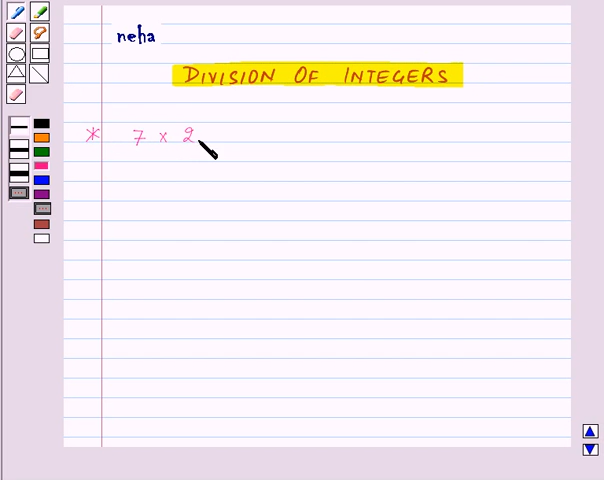 neha
DIVISION OF INTEGERS
* 7 × 2